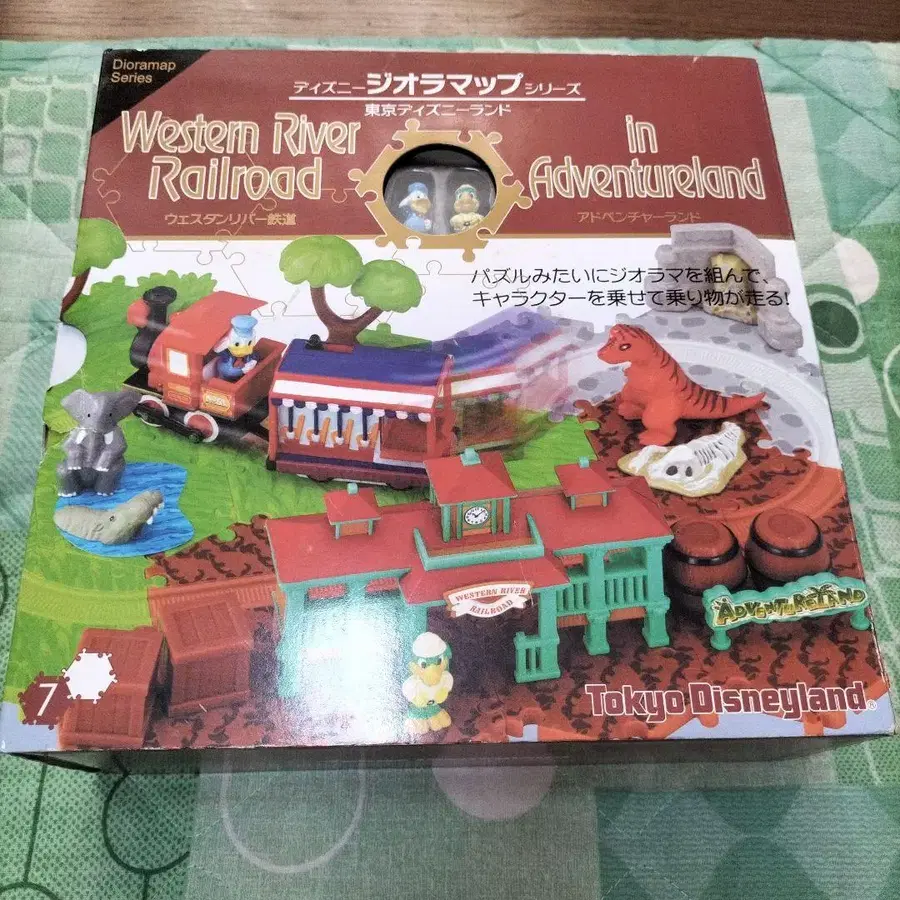 Dioramap
Series
ディズニージオラマップシリーズ
東京ディズニーランド
Western River
Railroad
ウェスタンリバー鉄道
in
Adventureland
アドベンチャーランド
パズルみたいにジオラマを組んで、
キャラクターを乗せて乗り物が走る!
WESTERN RIVER
RAILROAD
ADVENTURELAND
7
Tokyo Disneyland®